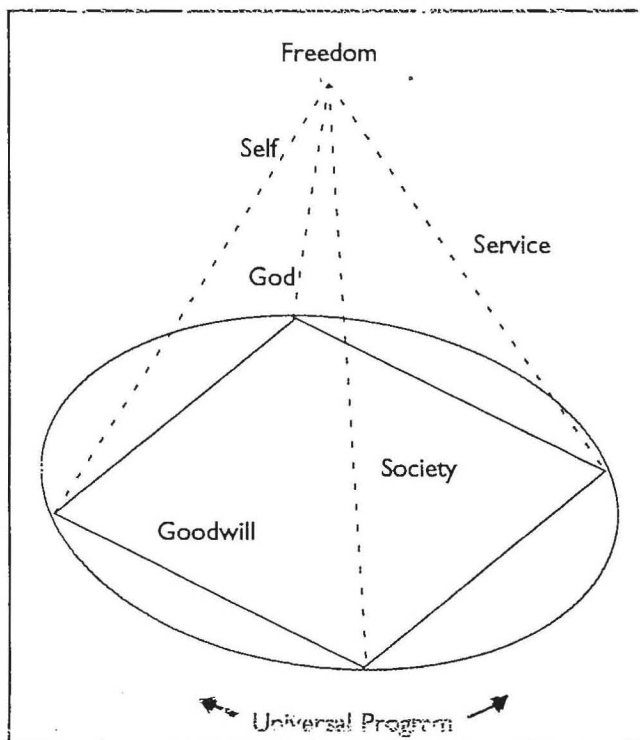 Freedom
Self
Service
God
Society
Goodwill
Universal Program